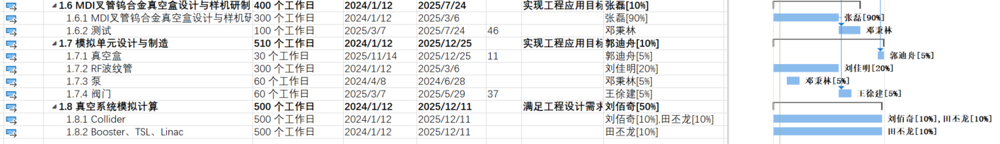 1.6 MDI叉管钨合金真空盒设计与样机研制 400 个工作日 2024/1/12 2025/7/24 实现工程应用目标 张磊[10%]
1.6.1 MDI叉管钨合金真空盒设计与样机研 300 个工作日 2024/1/12 2025/3/6 张磊[90%] 张磊[90%]
1.6.2 测试 100 个工作日 2025/3/7 2025/7/24 46 邓秉林 邓秉林
1.7 模拟单元设计与制造 510 个工作日 2024/1/12 2025/12/25 实现工程应用目标 郭迪舟[10%]
1.7.1 真空盒 30 个工作日 2025/11/14 2025/12/25 11 郭迪舟[5%] 郭迪舟[5%]
1.7.2 RF波纹管 300 个工作日 2024/1/12 2025/3/6 刘佳明[20%] 刘佳明[20%]
1.7.3 泵 60 个工作日 2024/4/8 2024/6/28 邓秉林[5%] 邓秉林[5%]
1.7.4 阀门 60 个工作日 2025/3/7 2025/5/29 37 王徐建[5%] 王徐建[5%]
1.8 真空系统模拟计算 500 个工作日 2024/1/12 2025/12/11 满足工程设计需求 刘佰奇[50%]
1.8.1 Collider 500 个工作日 2024/1/12 2025/12/11 刘佰奇[10%],田丕龙[10%] 刘佰奇[10%],田丕龙[10%]
1.8.2 Booster、TSL、Linac 500 个工作日 2024/1/12 2025/12/11 田丕龙[10%] 田丕龙[10%]